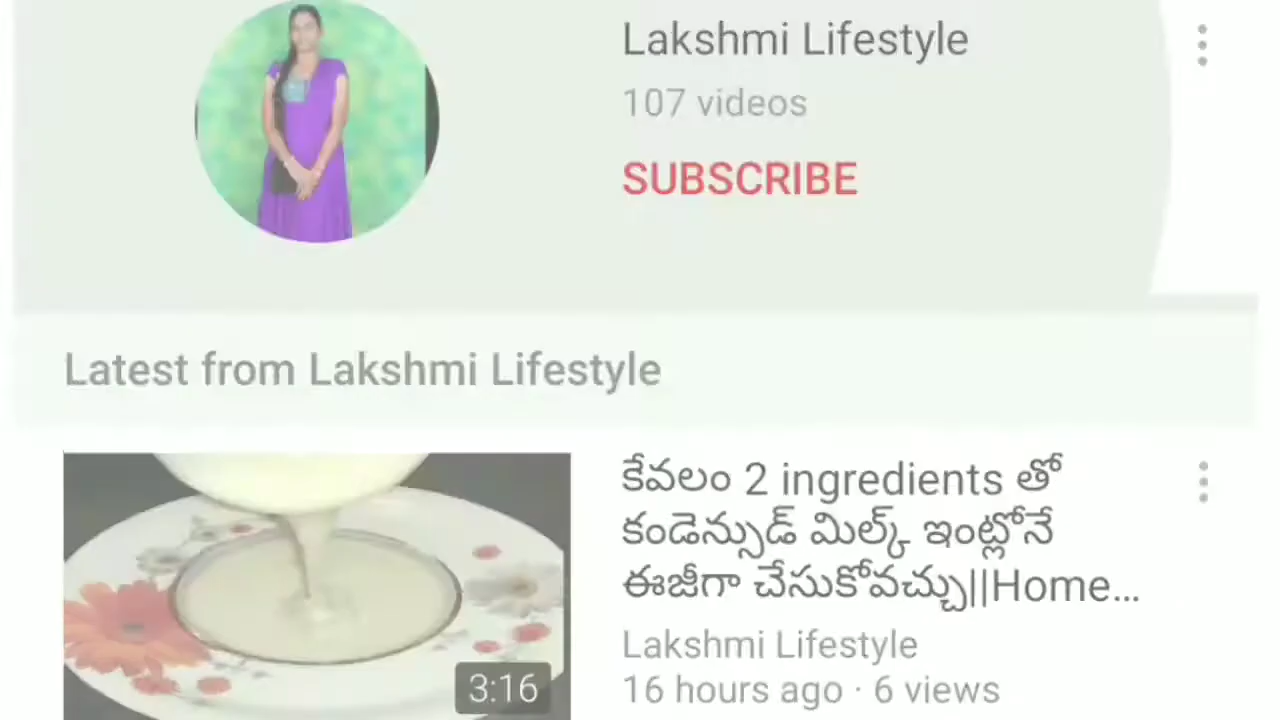 Lakshmi Lifestyle
107 videos
SUBSCRIBE
Latest from Lakshmi Lifestyle
కేవలం 2 ingredients తో
కండెన్సుడ్ మిల్క్ ఇంట్లోనే
ఈజీగా చేసుకోవచ్చు||Home...
Lakshmi Lifestyle
16 hours ago · 6 views
3:16